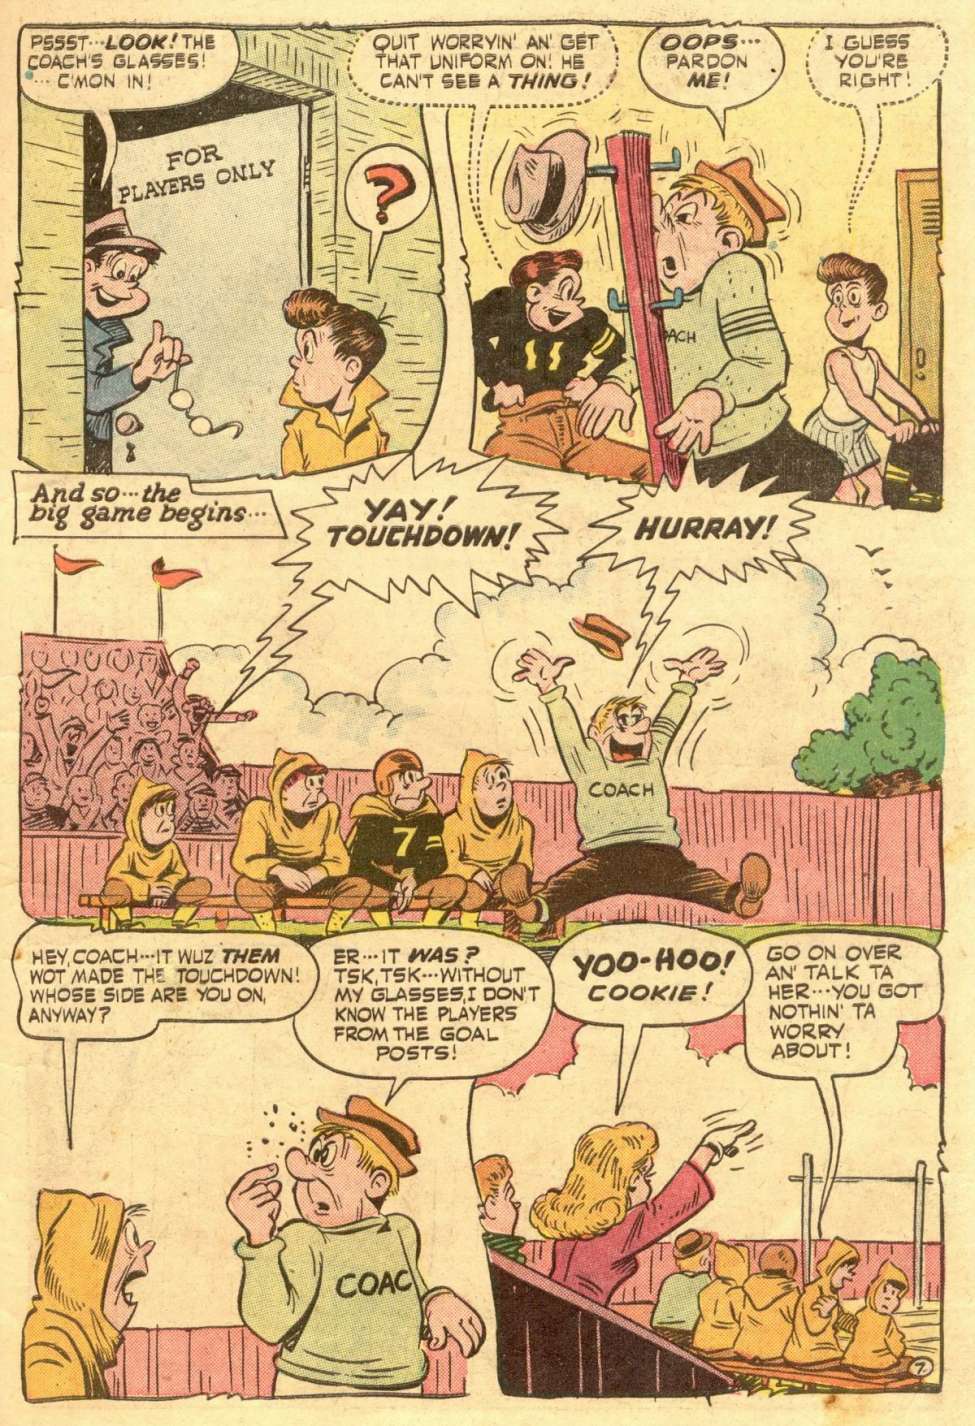 PSSST...LOOK! THE
COACH'S GLASSES!
...C'MON IN!
FOR
PLAYERS ONLY
?
QUIT WORRYIN' AN' GET
THAT UNIFORM ON! HE
CAN'T SEE A THING!
OOPS...
PARDON
ME!
I GUESS
YOU'RE
RIGHT!
11
OACH
And so...the
big game begins...
YAY!
TOUCHDOWN!
HURRAY!
COACH
7
HEY, COACH...IT WUZ THEM
WOT MADE THE TOUCHDOWN!
WHOSE SIDE ARE YOU ON,
ANYWAY?
ER...IT WAS?
TSK, TSK...WITHOUT
MY GLASSES, I DON'T
KNOW THE PLAYERS
FROM THE GOAL
POSTS!
COAC
YOO-HOO!
COOKIE!
GO ON OVER
AN' TALK TA
HER...YOU GOT
NOTHIN' TA
WORRY
ABOUT!
7